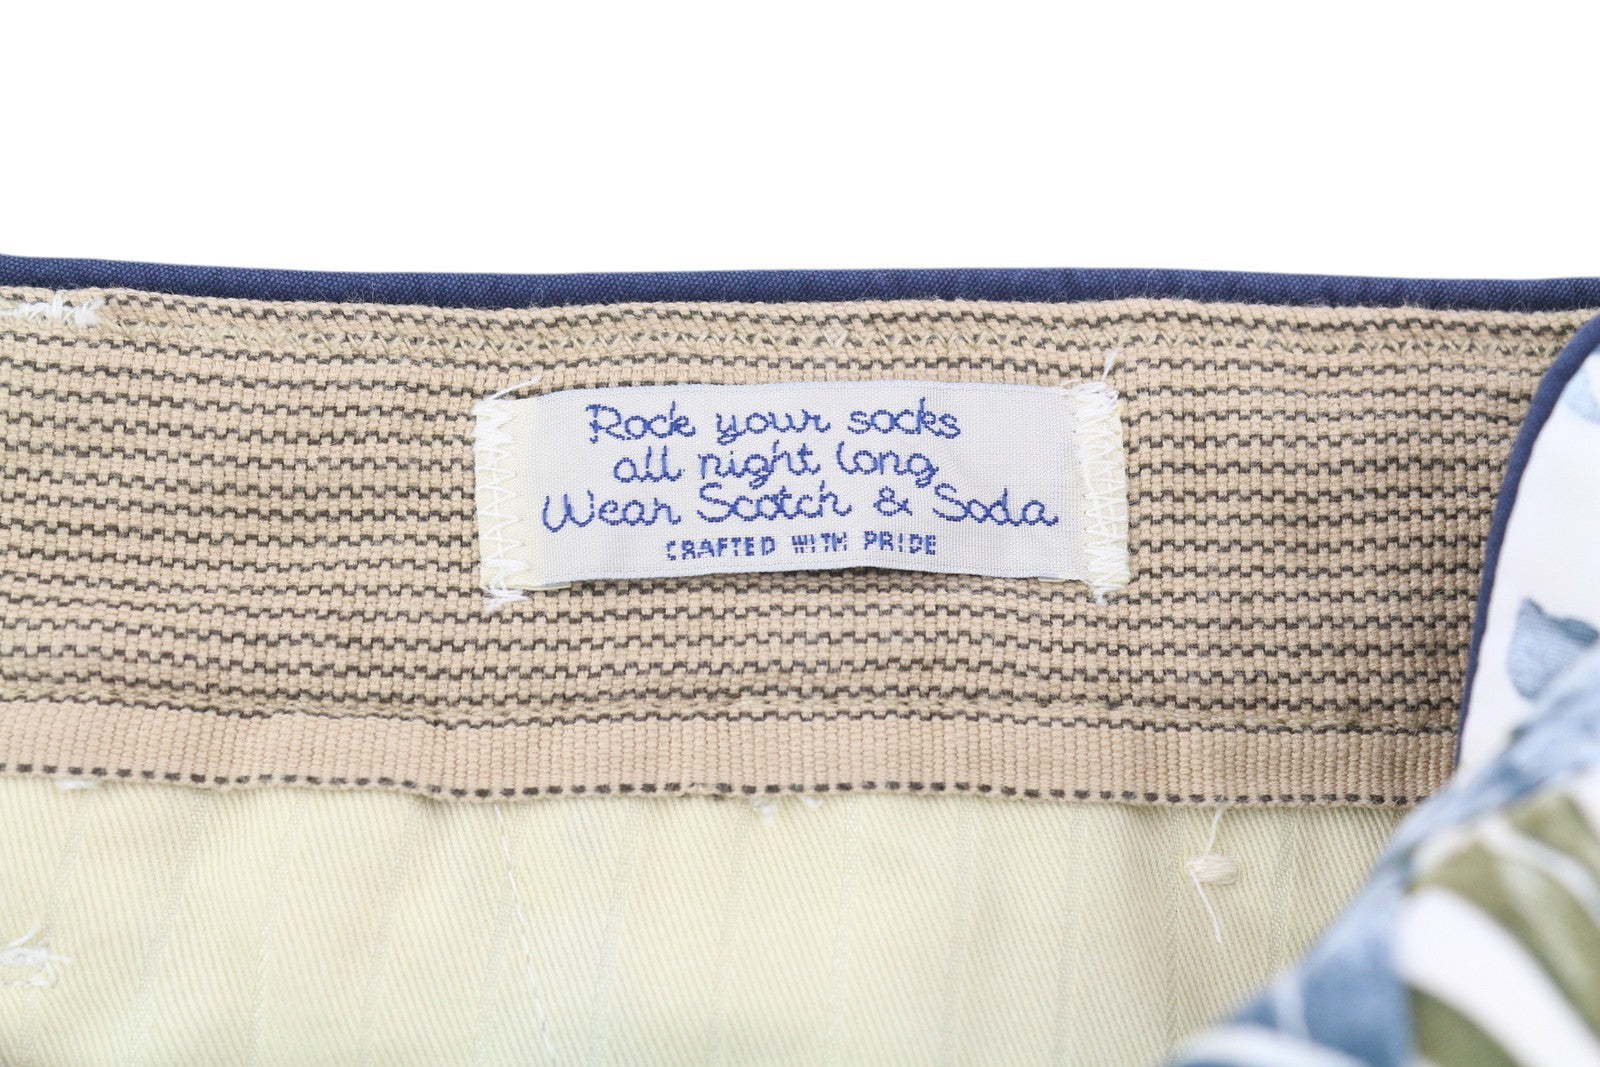 Rock your socks
all night long
Wear Scotch & Soda
CRAFTED WITH PRIDE